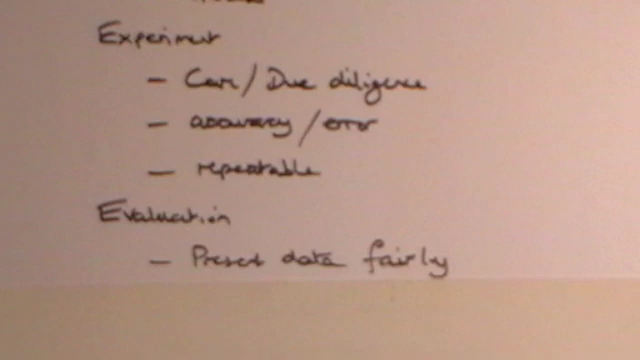 Experiment
- Care/Due diligence
- accuracy/error
- repeatable
Evaluation
- Present data fairly